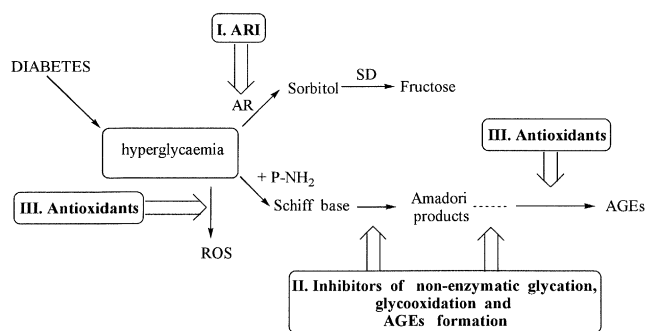 I. ARI
DIABETES
SD
Sorbitol
Fructose
AR
III. Antioxidants
hyperglycaemia
+ P-NH₂
III. Antioxidants
Schiff base
Amadori
products
AGEs
ROS
II. Inhibitors of non-enzymatic glycation,
glycooxidation and
AGEs formation